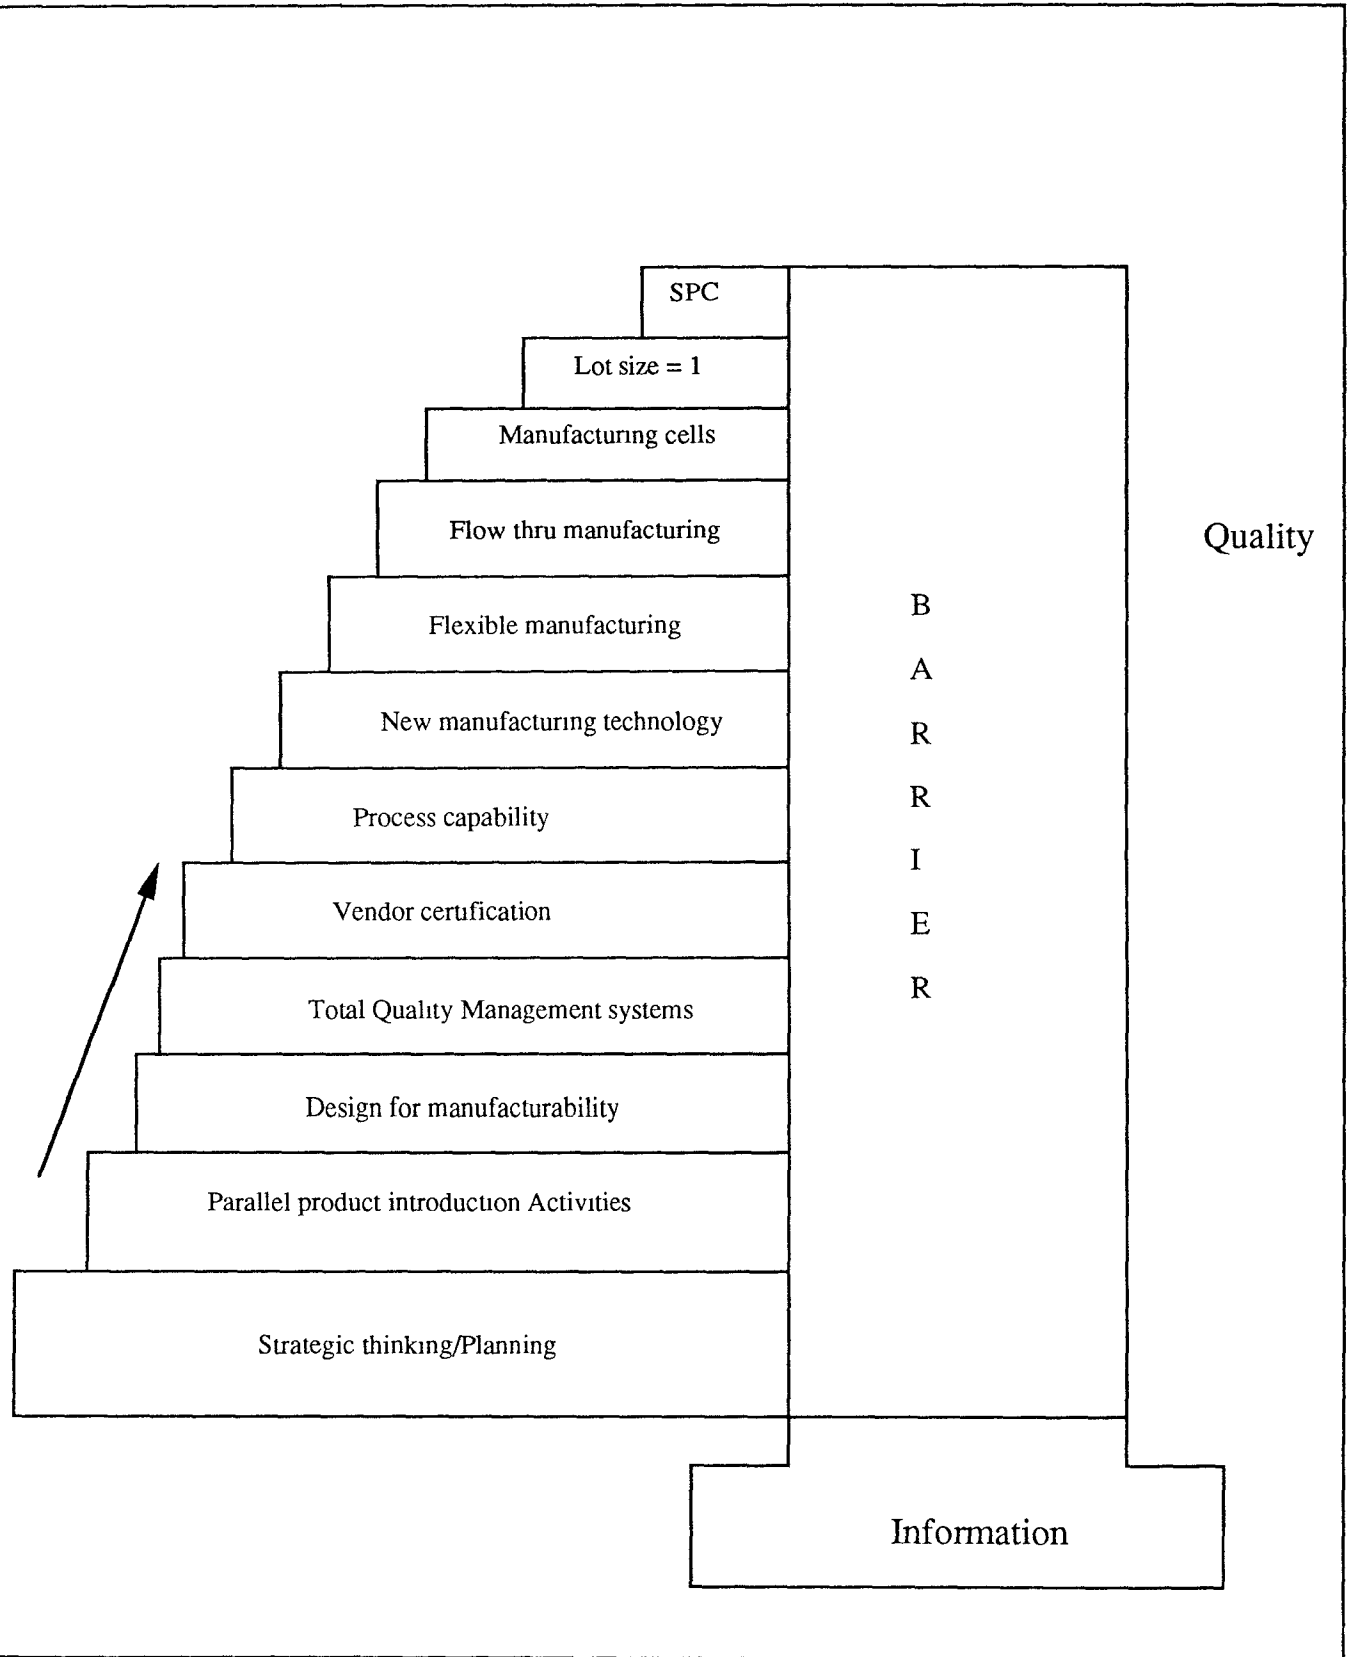 SPC
Lot size = 1
Manufacturing cells
Flow thru manufacturing
Quality
B
A
R
R
I
E
R
Flexible manufacturing
New manufacturing technology
Process capability
Vendor certification
Total Quality Management systems
Design for manufacturability
Parallel product introduction Activities
Strategic thinking/Planning
Information